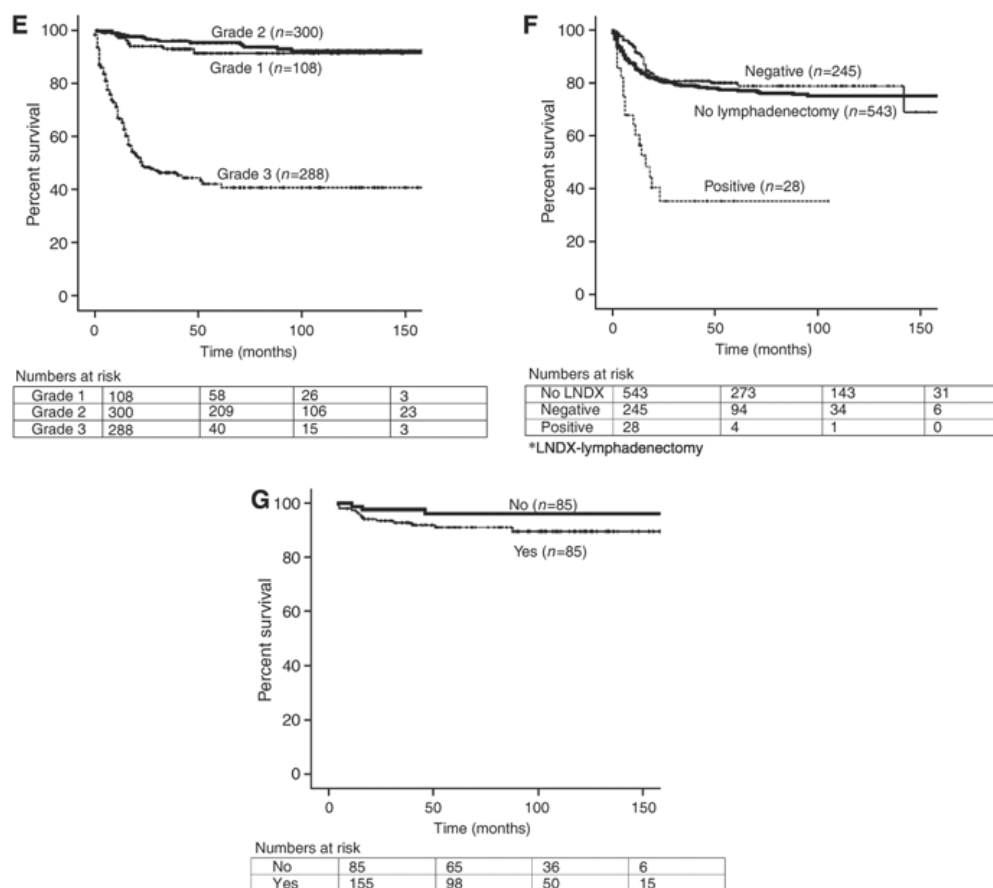 E
100
80
60
40
20
0
Percent survival
Grade 2 (n=300)
Grade 1 (n=108)
Grade 3 (n=288)
0 50 100 150
Time (months)
Numbers at risk
Grade 1 108 58 26 3
Grade 2 300 209 106 23
Grade 3 288 40 15 3
F
100
80
60
40
20
0
Percent survival
Negative (n=245)
No lymphadenectomy (n=543)
Positive (n=28)
0 50 100 150
Time (months)
Numbers at risk
No LNDX 543 273 143 31
Negative 245 94 34 6
Positive 28 4 1 0
*LNDX-lymphadenectomy
G
100
80
60
40
20
0
Percent survival
No (n=85)
Yes (n=85)
0 50 100 150
Time (months)
Numbers at risk
No 85 65 36 6
Yes 155 98 50 15